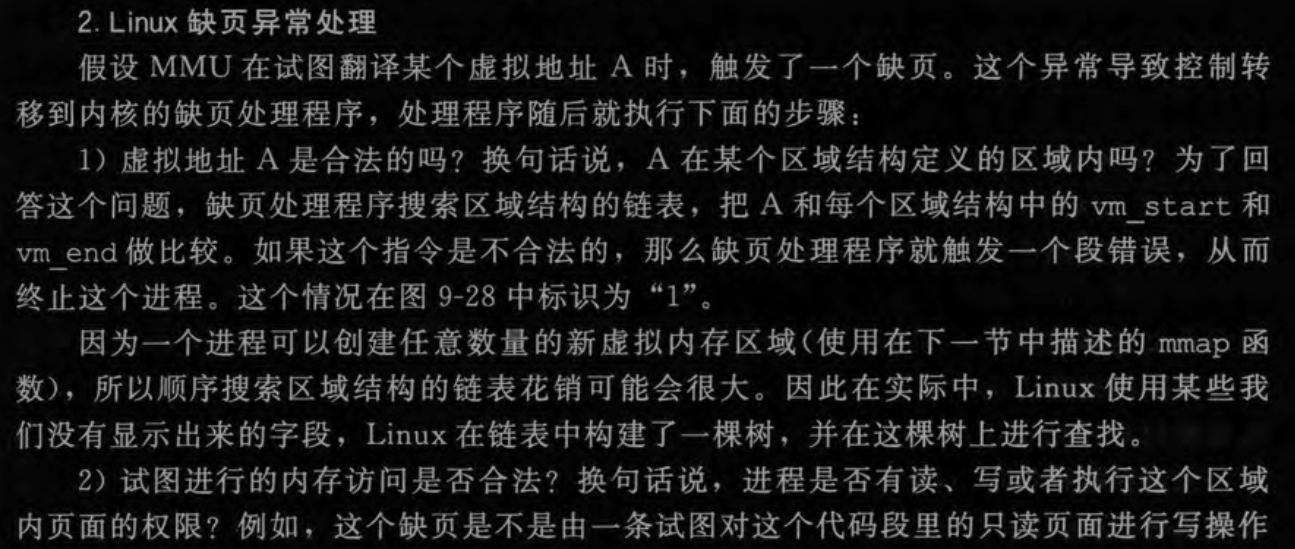 2. Linux 缺页异常处理
假设 MMU 在试图翻译某个虚拟地址 A 时，触发了一个缺页。这个异常导致控制转
移到内核的缺页处理程序，处理程序随后就执行下面的步骤：
1) 虚拟地址 A 是合法的吗？换句话说，A 在某个区域结构定义的区域内吗？为了回
答这个问题，缺页处理程序搜索区域结构的链表，把 A 和每个区域结构中的 vm_start 和
vm_end 做比较。如果这个指令是不合法的，那么缺页处理程序就触发一个段错误，从而
终止这个进程。这个情况在图 9-28 中标识为“1”。
因为一个进程可以创建任意数量的新虚拟内存区域(使用在下一节中描述的 mmap 函
数)，所以顺序搜索区域结构的链表花销可能会很大。因此在实际中，Linux 使用某些我
们没有显示出来的字段，Linux 在链表中构建了一棵树，并在这棵树上进行查找。
2) 试图进行的内存访问是否合法？换句话说，进程是否有读、写或者执行这个区域
内页面的权限？例如，这个缺页是不是由一条试图对这个代码段里的只读页面进行写操作